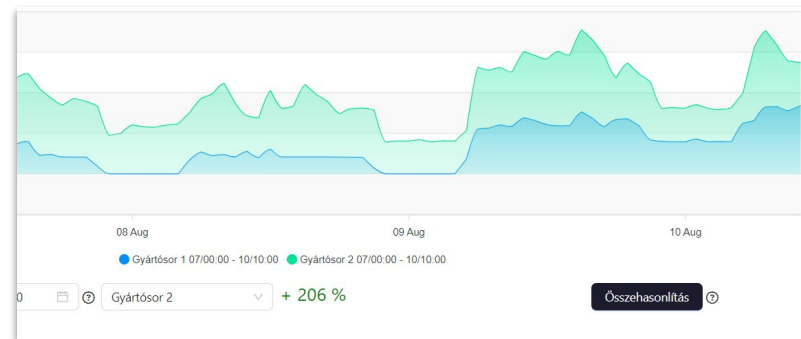 08 Aug 09 Aug 10 Aug
Gyártósor 1 07/00:00 - 10/10:00 Gyártósor 2 07/00:00 - 10/10:00
0 Gyártósor 2 + 206 % Összehasonlítás